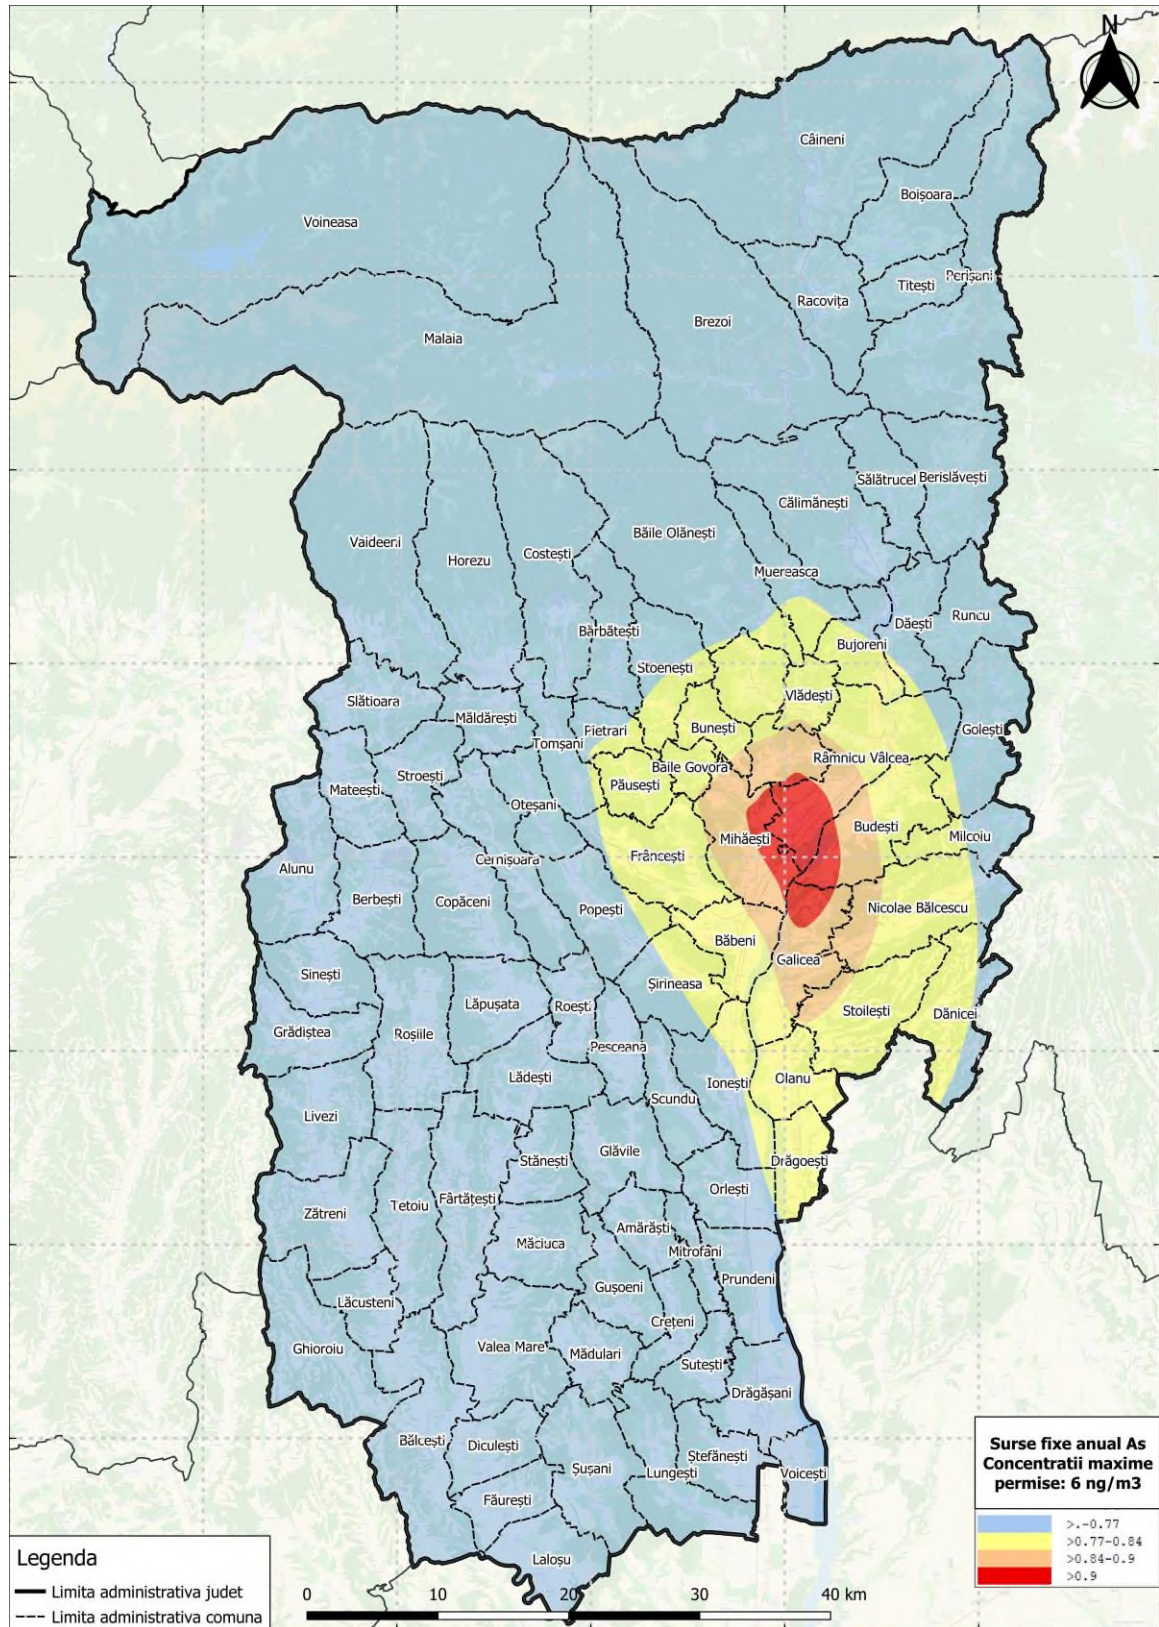 N
Câineni
Boișoara
Voineasa
Perișani
Titești
Racovița
Brezoi
Malaia
Sălătrucel
Berislăvești
Călimănești
Băile Olănești
Vaideeni
Costești
Horezu
Muereasca
Runcu
Dăești
Bărbătești
Bujoreni
Stoenești
Vlădești
Slătioara
Măldărești
Bunești
Fietrari
Golești
Tomșani
Râmnicu Vâlcea
Baile Govora
Stroești
Păusești
Mateești
Oteșani
Budești
Mihăești
Milcoiu
Frâncești
Cernișoara
Alunu
Berbești
Copăceni
Popești
Nicolae Bălcescu
Băbeni
Galicea
Sinești
Șirineasa
Lăpușata
Roești
Stoilești
Dănicei
Grădiștea
Roșiile
Pesceana
Lădești
Ionești
Olanu
Scundu
Livezi
Glăvile
Stănești
Drăgoești
Orlești
Fârtățești
Tetoiu
Zătreni
Amărăști
Măciuca
Mitrofani
Prundeni
Gușoeni
Lăcusteni
Crețeni
Ghioroiu
Valea Mare
Mădulari
Sutești
Drăgășani
Bălcești
Diculești
Ștefănești
Șușani
Lungești
Voicești
Făurești
Laloșu
Surse fixe anual As
Concentratii maxime
permise: 6 ng/m3
>.-0.77
>0.77-0.84
>0.84-0.9
>0.9
Legenda
Limita administrativa judet
Limita administrativa comuna
0 10 20 30 40 km